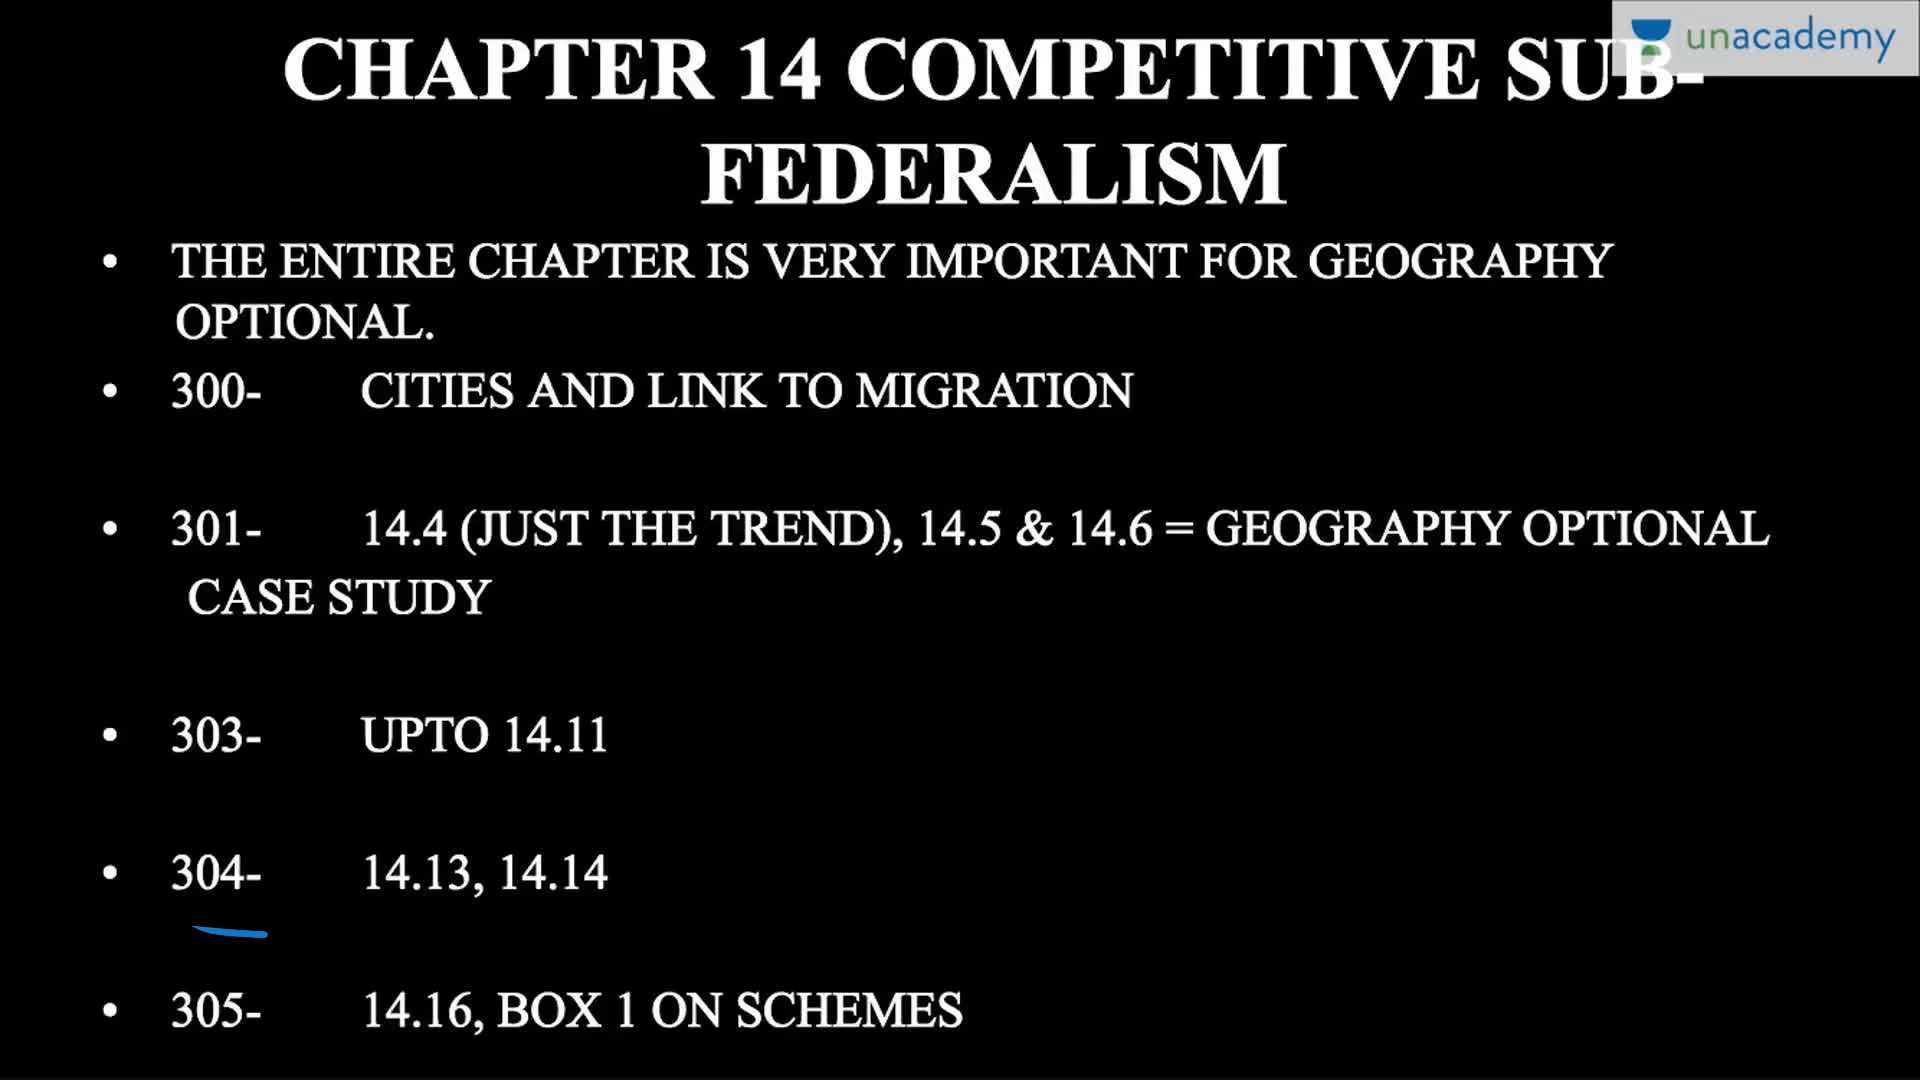 CHAPTER 14 COMPETITIVE SUB-
unacademy
FEDERALISM
• THE ENTIRE CHAPTER IS VERY IMPORTANT FOR GEOGRAPHY
OPTIONAL.
• 300- CITIES AND LINK TO MIGRATION
• 301- 14.4 (JUST THE TREND), 14.5 & 14.6 = GEOGRAPHY OPTIONAL
CASE STUDY
• 303- UPTO 14.11
• 304- 14.13, 14.14
• 305- 14.16, BOX 1 ON SCHEMES